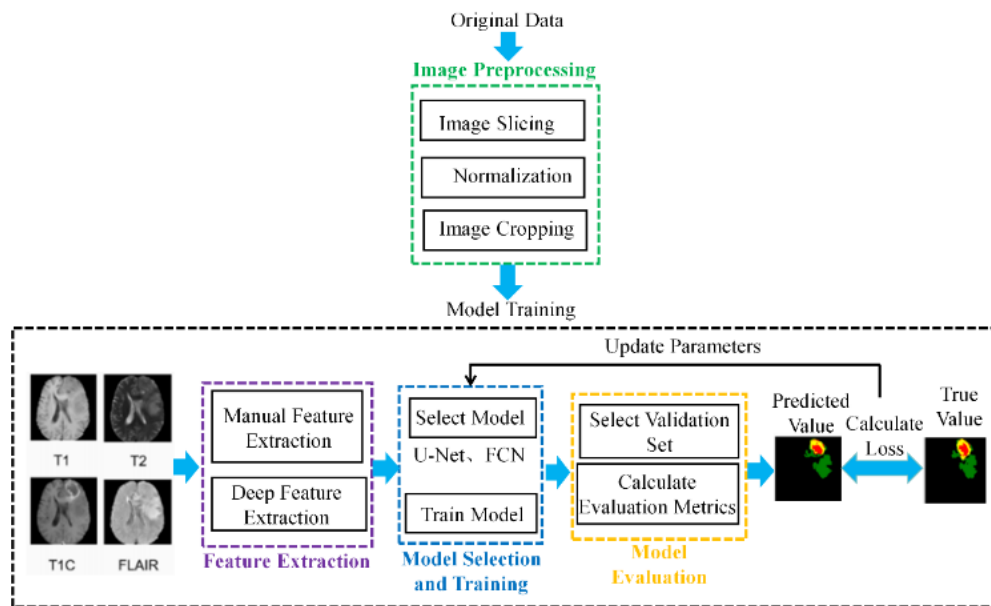 Original Data
Image Preprocessing
Image Slicing
Normalization
Image Cropping
Model Training
Update Parameters
T1
T2
T1C
FLAIR
Manual Feature
Extraction
Deep Feature
Extraction
Feature Extraction
Select Model
U-Net、FCN
Train Model
Model Selection
and Training
Select Validation
Set
Calculate
Evaluation Metrics
Model
Evaluation
Predicted
Value
Calculate
Loss
True
Value